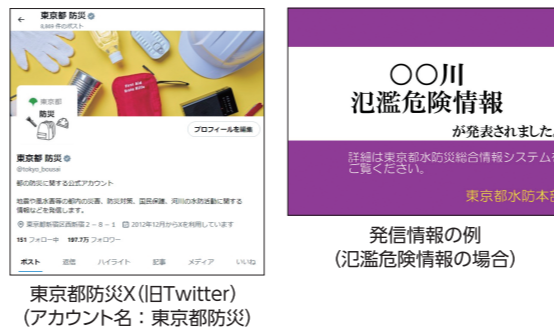 東京都 防災
6,669 件のポスト
東京都
防災
プロフィールを編集
東京都 防災
@tokyo_bousai
都の防災に関する公式アカウント
地震や風水害等の都内の災害、防災対策、国民保護、河川の水防活動に関する
情報などを発信します。
東京都新宿区西新宿2-8-1 2012年12月からXを利用しています
151 フォロー中 197.7万 フォロワー
ポスト 返信 ハイライト 記事 メディア いいね
東京都防災X(旧Twitter)
(アカウント名：東京都防災)
〇〇川
氾濫危険情報
が発表されました。
詳細は東京都水防総合情報システムを
ご覧ください。
東京都水防本部
発信情報の例
(氾濫危険情報の場合)